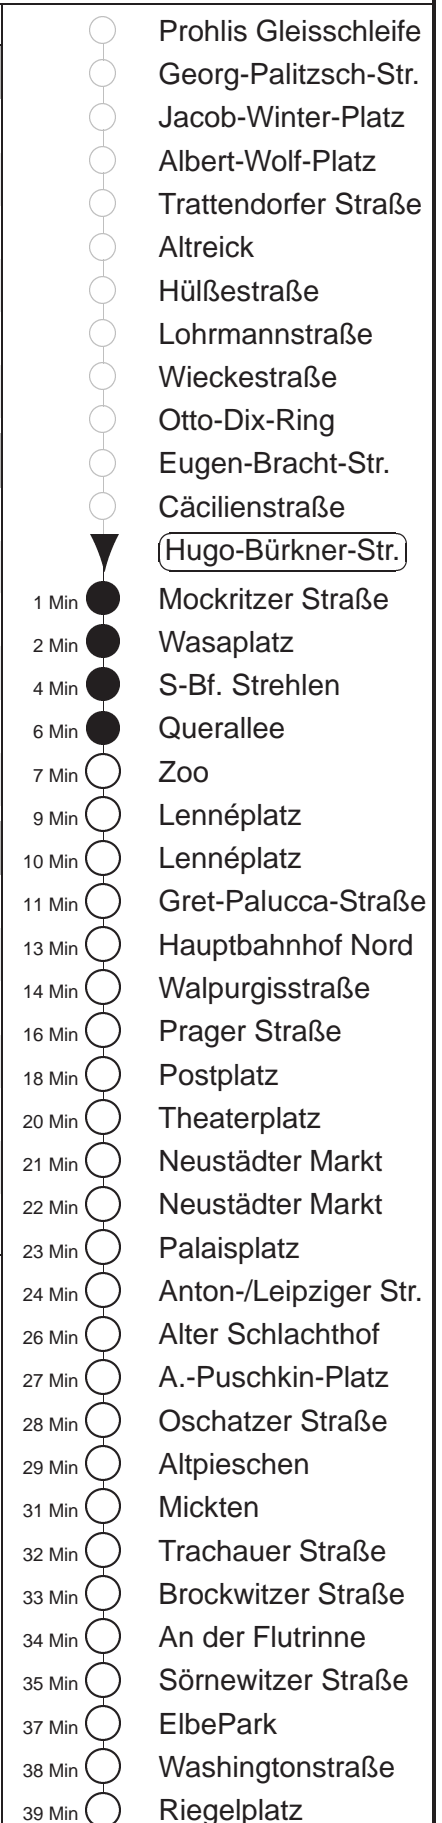 Prohlis Gleisschleife
Georg-Palitzsch-Str.
Jacob-Winter-Platz
Albert-Wolf-Platz
Trattendorfer Straße
Altreick
Hülßestraße
Lohrmannstraße
Wieckestraße
Otto-Dix-Ring
Eugen-Bracht-Str.
Cäcilienstraße
Hugo-Bürkner-Str.
1 Min Mockritzer Straße
2 Min Wasaplatz
4 Min S-Bf. Strehlen
6 Min Querallee
7 Min Zoo
9 Min Lennéplatz
10 Min Lennéplatz
11 Min Gret-Palucca-Straße
13 Min Hauptbahnhof Nord
14 Min Walpurgisstraße
16 Min Prager Straße
18 Min Postplatz
20 Min Theaterplatz
21 Min Neustädter Markt
22 Min Neustädter Markt
23 Min Palaisplatz
24 Min Anton-/Leipziger Str.
26 Min Alter Schlachthof
27 Min A.-Puschkin-Platz
28 Min Oschatzer Straße
29 Min Altpieschen
31 Min Mickten
32 Min Trachauer Straße
33 Min Brockwitzer Straße
34 Min An der Flutrinne
35 Min Sörnewitzer Straße
37 Min ElbePark
38 Min Washingtonstraße
39 Min Riegelplatz